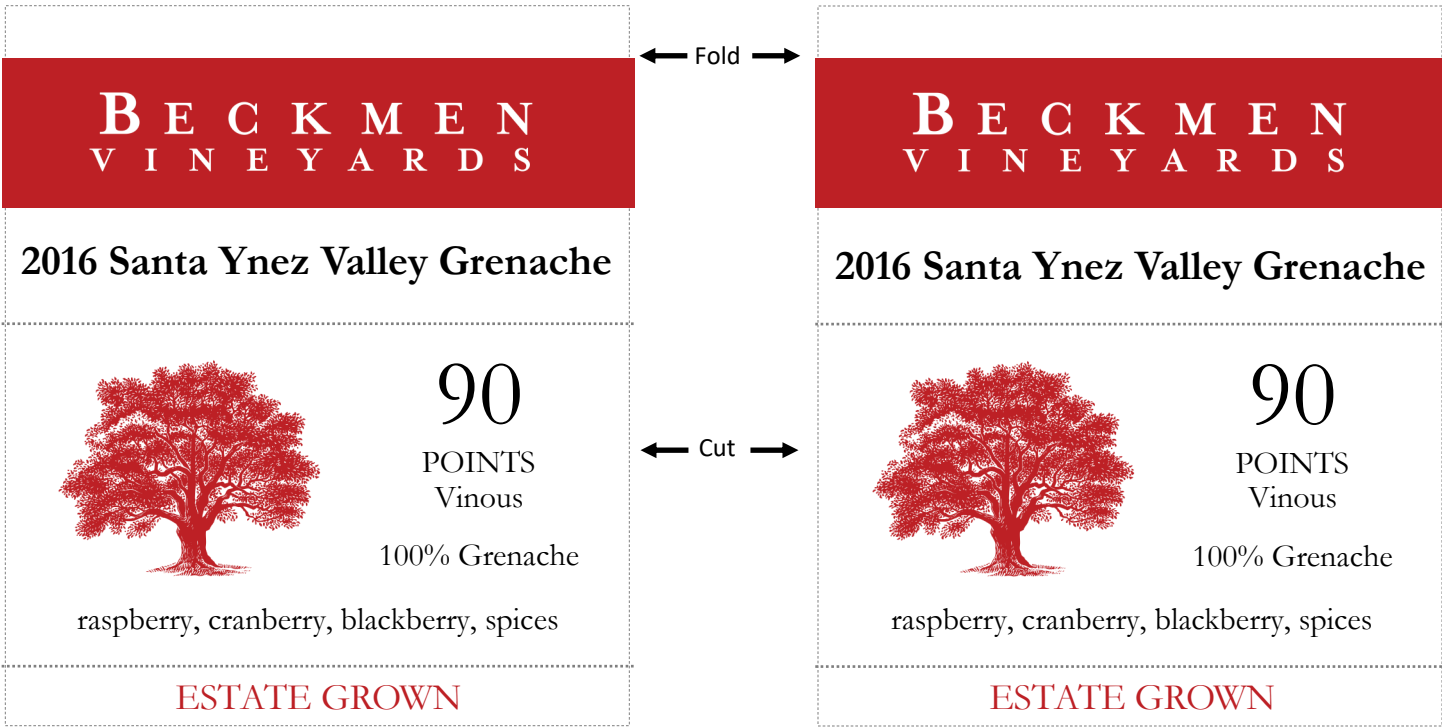 BECKMEN
VINEYARDS
2016 Santa Ynez Valley Grenache
90
POINTS
Vinous
100% Grenache
raspberry, cranberry, blackberry, spices
ESTATE GROWN
Fold
Cut
BECKMEN
VINEYARDS
2016 Santa Ynez Valley Grenache
90
POINTS
Vinous
100% Grenache
raspberry, cranberry, blackberry, spices
ESTATE GROWN